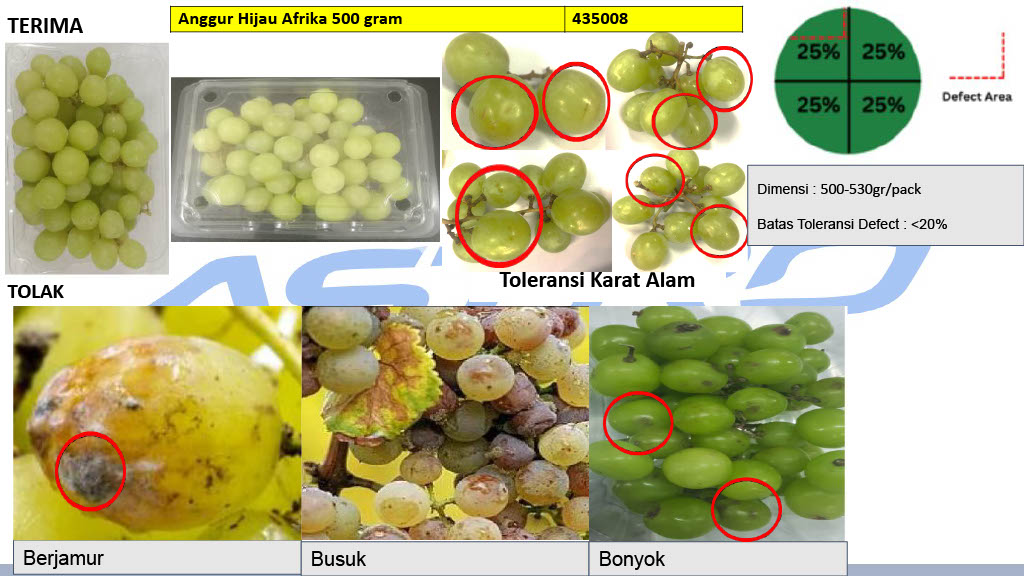 TERIMA
Anggur Hijau Afrika 500 gram 435008
25% 25%
25% 25%
Defect Area
Dimensi : 500-530gr/pack
Batas Toleransi Defect : <20%
Toleransi Karat Alam
TOLAK
Berjamur Busuk Bonyok